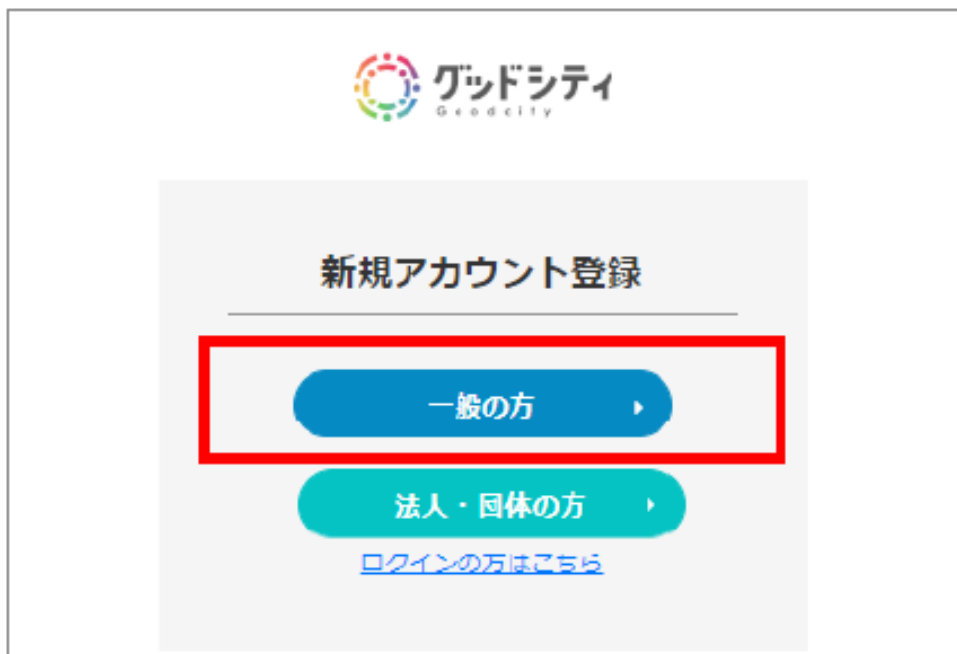 グッドシティ
Goodcity
新規アカウント登録
一般の方
法人・団体の方
ログインの方はこちら